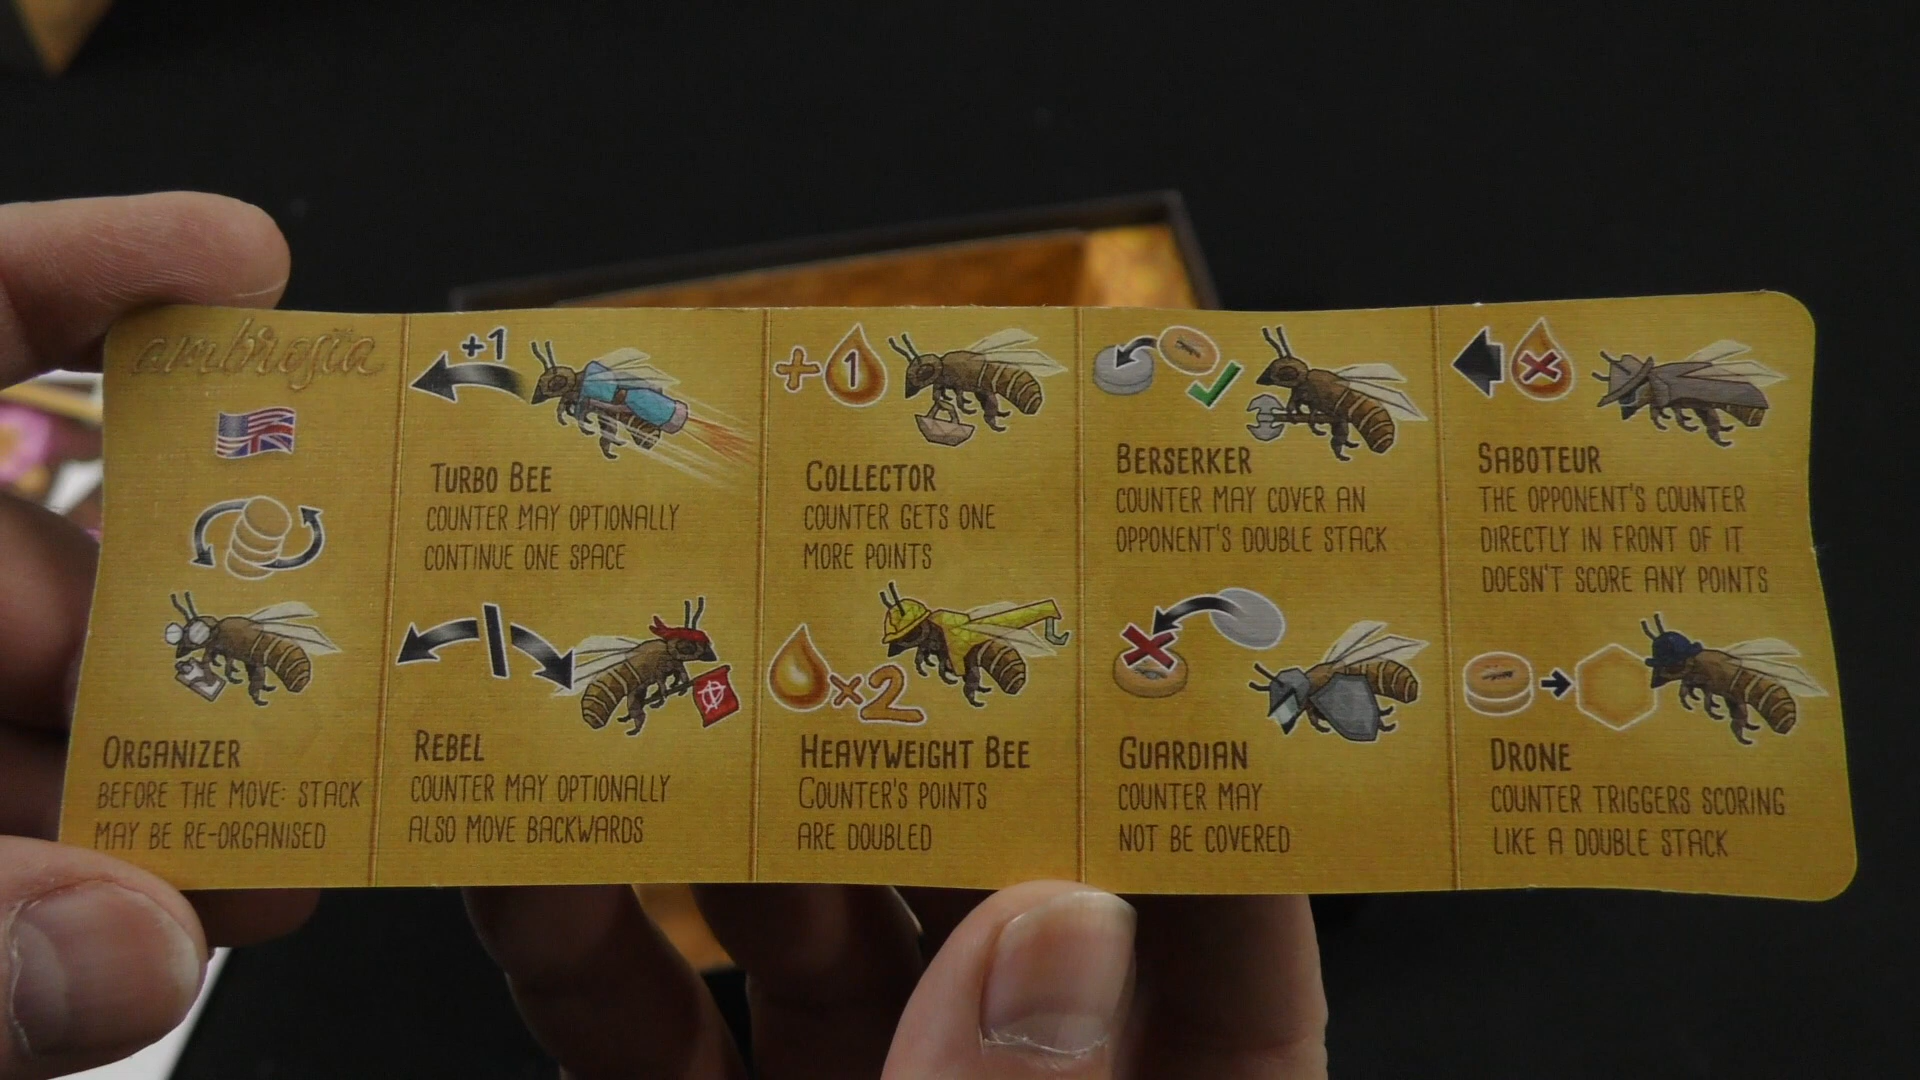 ambrosia
ORGANIZER
BEFORE THE MOVE: STACK
MAY BE RE-ORGANISED
+1
TURBO BEE
COUNTER MAY OPTIONALLY
CONTINUE ONE SPACE
REBEL
COUNTER MAY OPTIONALLY
ALSO MOVE BACKWARDS
+1
COLLECTOR
COUNTER GETS ONE
MORE POINTS
×2
HEAVYWEIGHT BEE
COUNTER'S POINTS
ARE DOUBLED
BERSERKER
COUNTER MAY COVER AN
OPPONENT'S DOUBLE STACK
GUARDIAN
COUNTER MAY
NOT BE COVERED
SABOTEUR
THE OPPONENT'S COUNTER
DIRECTLY IN FRONT OF IT
DOESN'T SCORE ANY POINTS
DRONE
COUNTER TRIGGERS SCORING
LIKE A DOUBLE STACK